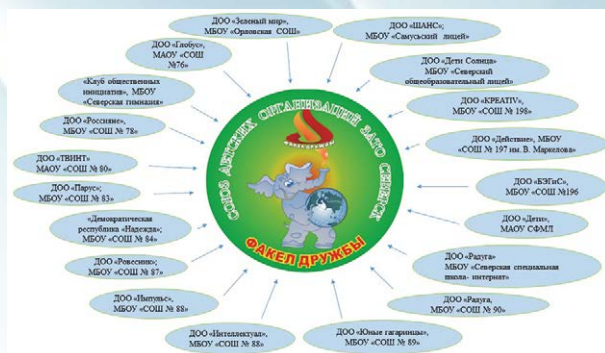 ДОО «Зеленый мир»,
МБОУ «Орловская СОШ»
ДОО «ШАНС»;
МБОУ «Самусьский лицей»
ДОО «Глобус»,
МАОУ «СОШ
№76»
ДОО «Дети Солнца»
МБОУ «Северский
общеобразовательный лицей»
«Клуб общественных
инициатив», МБОУ
«Северская гимназия»
ДОО «КРЕАТIV»,
МБОУ «СОШ № 198»
ДОО «Россияне»,
МБОУ «СОШ № 78»
ДОО «Действие», МБОУ
«СОШ № 197 им. В. Маркелова»
ДОО «ТВИНТ»
МАОУ «СОШ № 80»
ДОО «БЭГиС»,
МБОУ «СОШ №196
ДОО «Парус»;
МБОУ «СОШ № 83»
ДОО «Дети»,
МАОУ СФМЛ
«Демократическая
республика «Надежда»;
МБОУ «СОШ № 84»
ДОО «Радуга»
МБОУ «Северская специальная
школа- интернат»
ДОО «Ровесник»;
МБОУ «СОШ № 87»
ДОО «Радуга,
МБОУ «СОШ № 90»
ДОО «Импульс»,
МБОУ «СОШ № 88»
ДОО «Интеллектуал»,
МБОУ «СОШ № 88»
ДОО «Юные гагаринцы»,
МБОУ «СОШ № 89»
СОЮЗ ДЕТСКИХ ОРГАНИЗАЦИЙ ЗАТО СЕВЕРСК
ФАКЕЛ ДРУЖБЫ